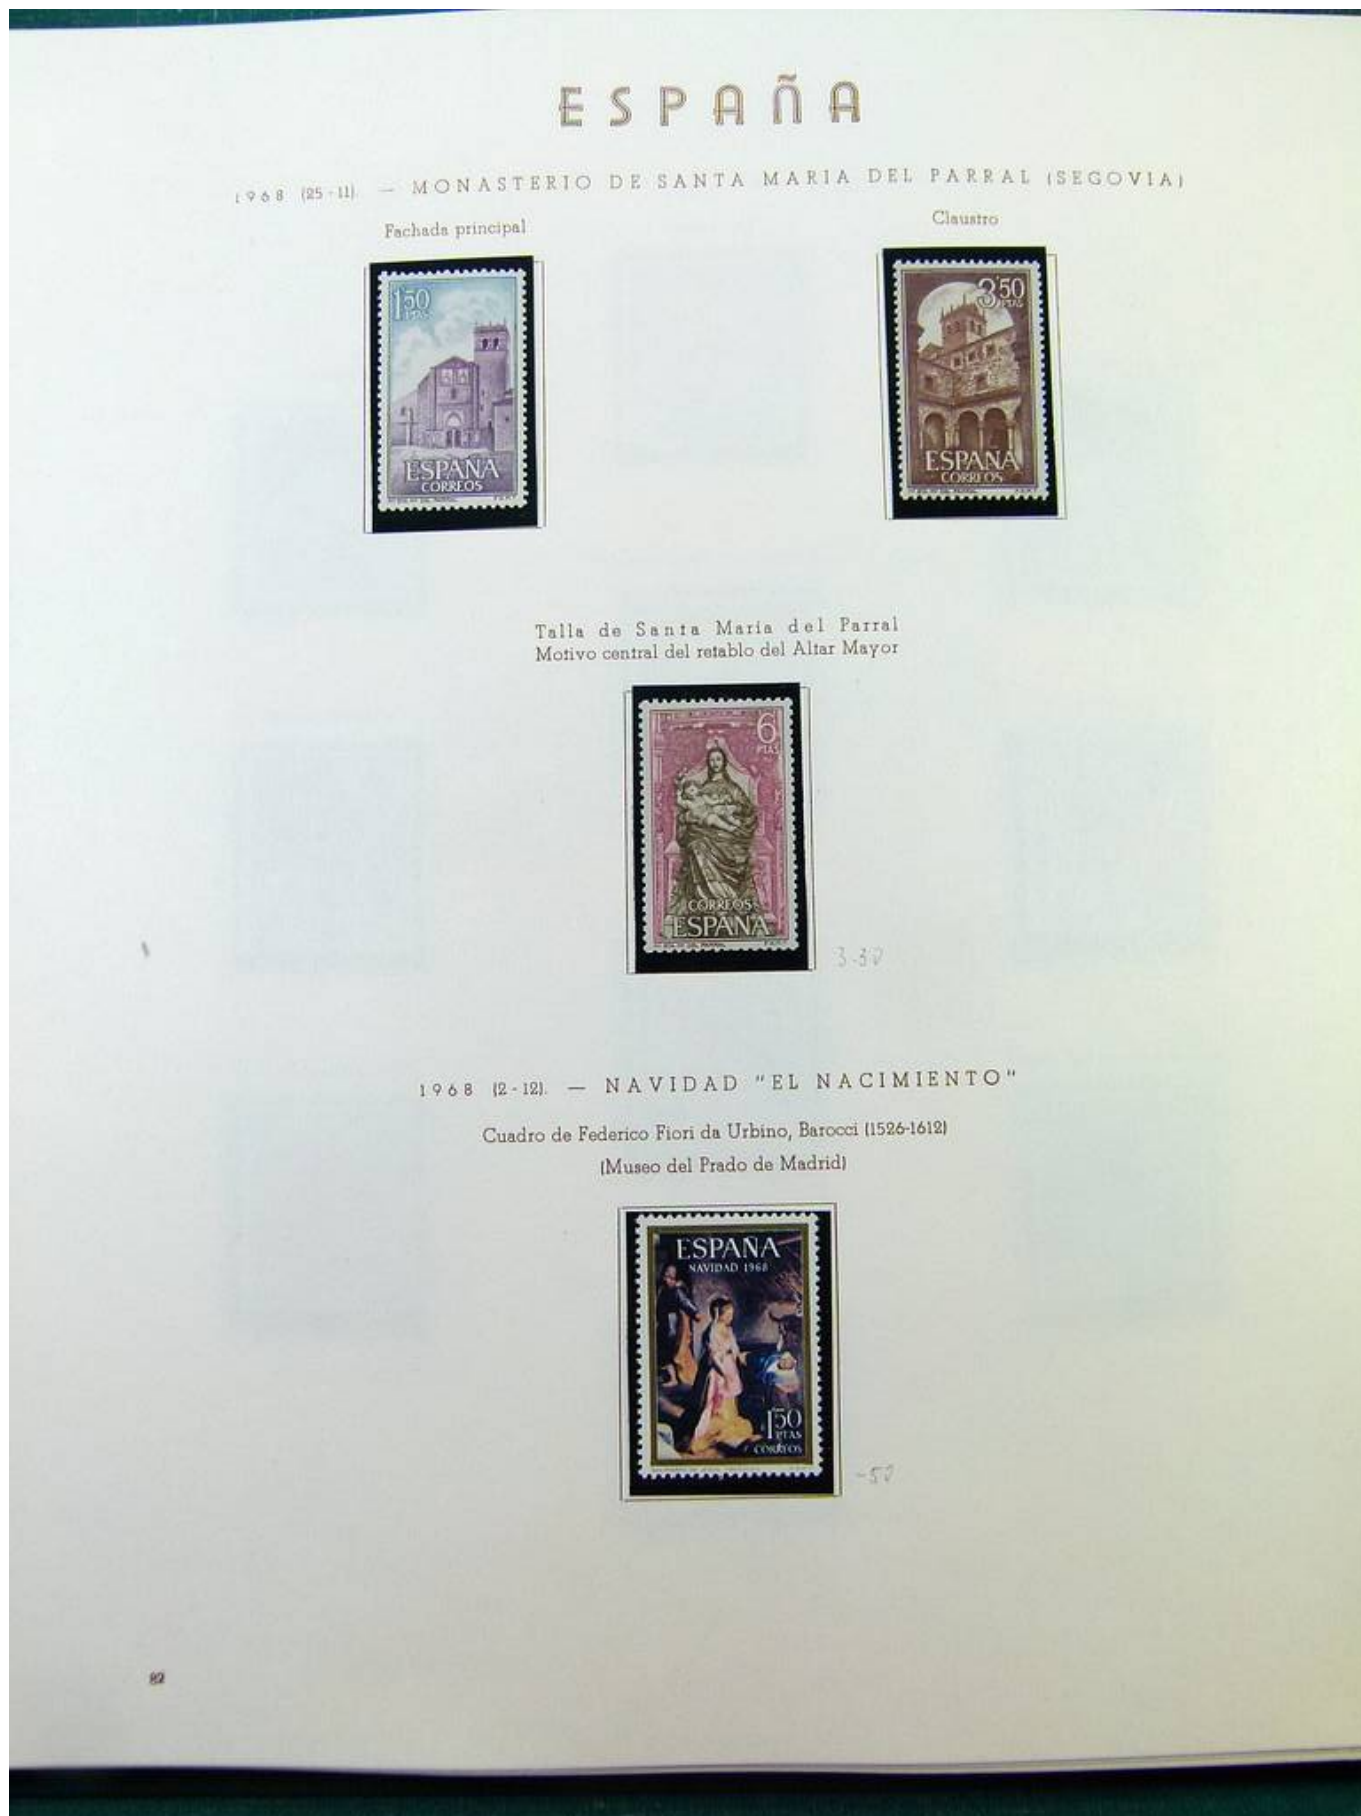 ESPAÑA
1968 (25-11). — MONASTERIO DE SANTA MARIA DEL PARRAL (SEGOVIA)
Fachada principal
Claustro
1'50
PTAS
ESPAÑA
CORREOS
3'50
PTAS
ESPAÑA
CORREOS
Talla de Santa María del Parral
Motivo central del retablo del Altar Mayor
6
PTAS
CORREOS
ESPAÑA
3-30
1968 (2-12). — NAVIDAD "EL NACIMIENTO"
Cuadro de Federico Fiori da Urbino, Barocci (1526-1612)
(Museo del Prado de Madrid)
ESPAÑA
NAVIDAD 1968
1'50
PTAS
CORREOS
-50
82